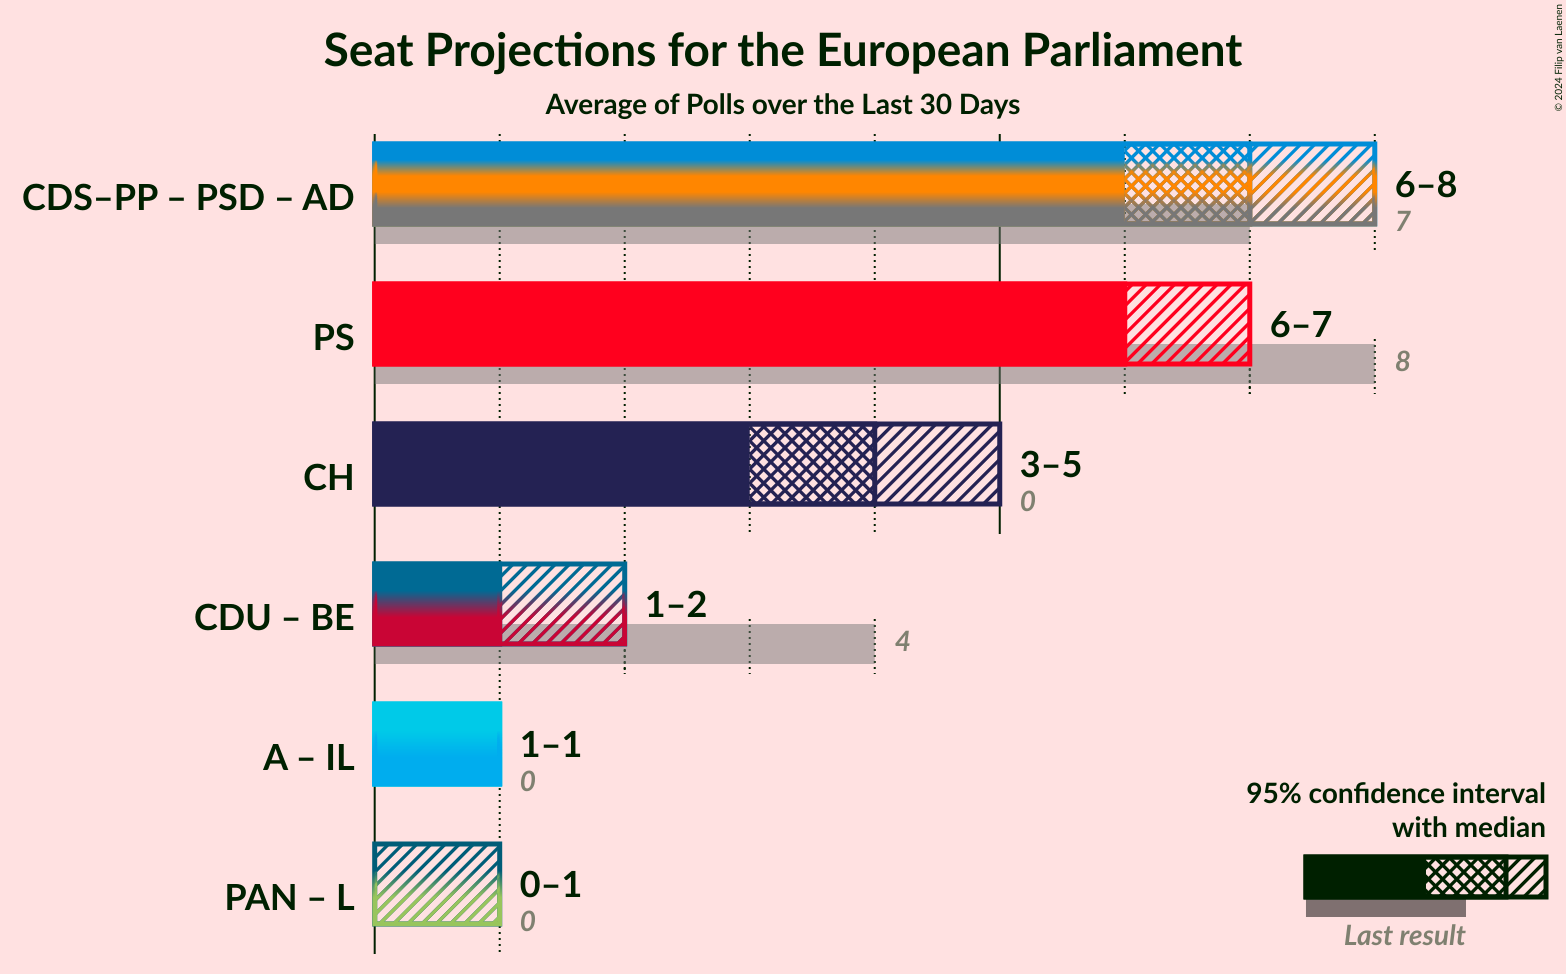 Seat Projections for the European Parliament
Average of Polls over the Last 30 Days
© 2024 Filip van Laenen
CDS–PP – PSD – AD
6–8
7
PS
6–7
8
CH
3–5
0
CDU – BE
1–2
4
A – IL
1–1
0
PAN – L
0–1
0
95% confidence interval
with median
Last result